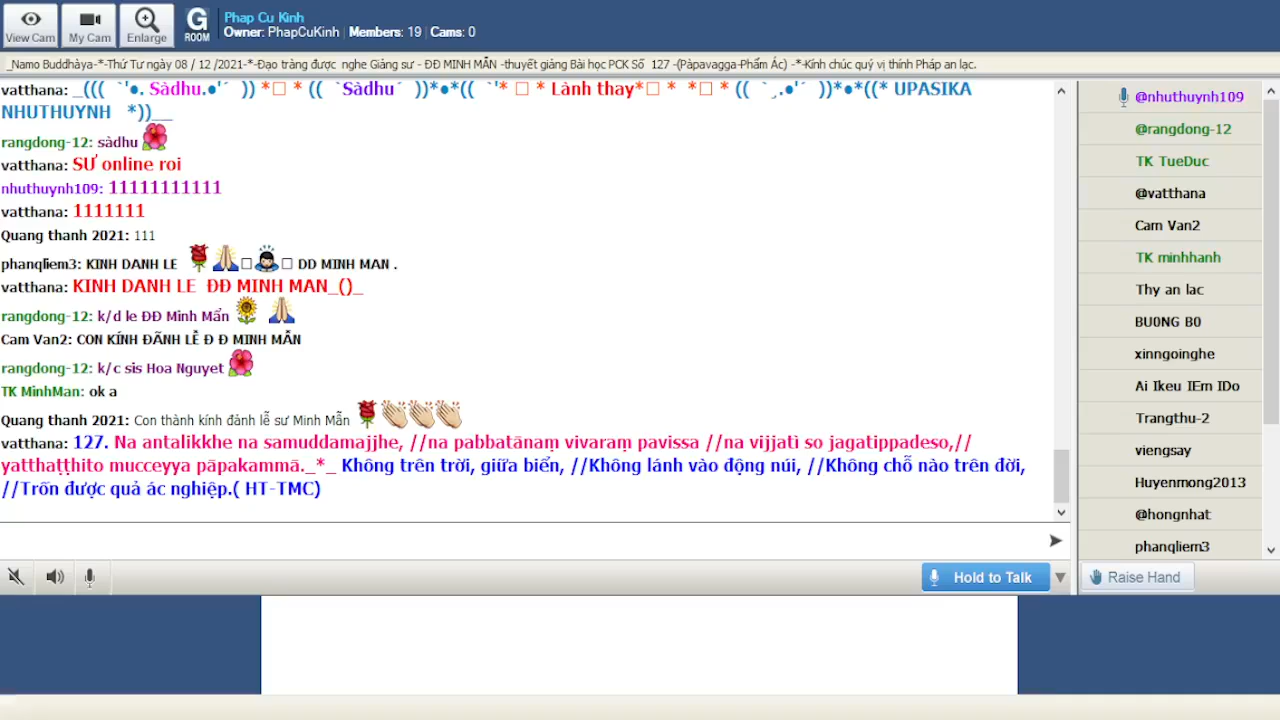 Phap Cu Kinh
Owner: PhapCuKinh | Members: 19 | Cams: 0
View Cam
My Cam
Enlarge
G ROOM
_Namo Buddhàya-*-Thứ Tư ngày 08 / 12 /2021-*-Đạo tràng được nghe Giảng sư - ĐĐ MINH MẪN -thuyết giảng Bài học PCK Số 127 -(Pàpavagga-Phẩm Ác) -*-Kính chúc quý vị thính Pháp an lạc.
vatthana: _((( `'●. Sàdhu.●'´ )) *□ * (( `Sàdhu´ ))*●*(( `'* □ * Lành thay*□ * *□ * (( `¸.●'´ ))*●*((* UPASIKA
NHUTHUYNH *))__
rangdong-12: sàdhu
vatthana: SƯ online roi
nhuthuynh109: 11111111111
vatthana: 1111111
Quang thanh 2021: 111
phanqliem3: KINH DANH LE □ □ DD MINH MAN .
vatthana: KINH DANH LE ĐĐ MINH MAN_()_
rangdong-12: k/d le ĐĐ Minh Mẩn
Cam Van2: CON KÍNH ĐÃNH LỄ Đ Đ MINH MẪN
rangdong-12: k/c sis Hoa Nguyet
TK MinhMan: ok a
Quang thanh 2021: Con thành kính đảnh lễ sư Minh Mẫn
vatthana: 127. Na antalikkhe na samuddamajjhe, //na pabbatānaṃ vivaraṃ pavissa //na vijjatì so jagatippadeso,//
yatthaṭṭhito mucceyya pāpakammā._*_ Không trên trời, giữa biển, //Không lánh vào động núi, //Không chỗ nào trên đời,
//Trốn được quả ác nghiệp.( HT-TMC)
@nhuthuynh109
@rangdong-12
TK TueDuc
@vatthana
Cam Van2
TK minhhanh
Thy an lac
BU0NG B0
xinngoinghe
Ai Ikeu IEm IDo
Trangthu-2
viengsay
Huyenmong2013
@hongnhat
phanqliem3
Hold to Talk
Raise Hand